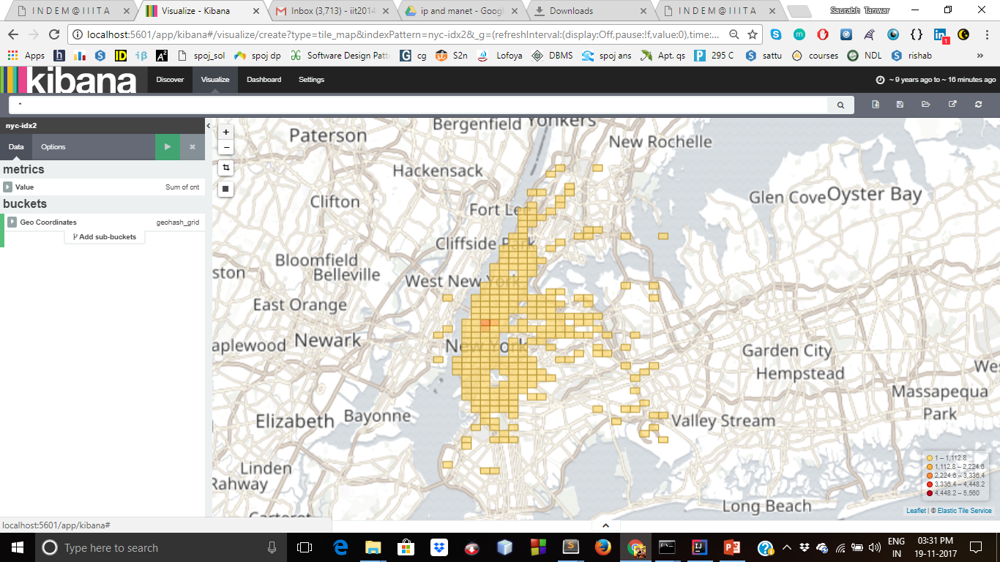 I N D E M @ I I I T A
Visualize - Kibana
Inbox (3,713) - iit2014
ip and manet - Goog
Downloads
I N D E M @ I I I T A
Saurabh Tanwar
localhost:5601/app/kibana#/visualize/create?type=tile_map&indexPattern=nyc-idx2&_g=(refreshInterval:(display:Off,pause:!f,value:0),time:...
Apps
spoj_sol
spoj dp
Software Design Patt
cg
S2n
Lofoya
DBMS
spoj ans
Apt. qs
295 C
sattu
courses
NDL
rishab
kibana
Discover
Visualize
Dashboard
Settings
~ 9 years ago to ~ 16 minutes ago
*
nyc-idx2
Data
Options
metrics
Value
Sum of cnt
buckets
Geo Coordinates
geohash_grid
Add sub-buckets
+
−
Bergenfield
Yonkers
Paterson
New Rochelle
Hackensack
Clifton
Glen Cove
Oyster Bay
Fort Lee
Cliffside Park
Bloomfield
Belleville
ston
West New York
East Orange
aplewood
Newark
New York
Garden City
Hempstead
Wes
Massapequa
Park
Elizabeth
Bayonne
Valley Stream
Linden
Rahway
Long Beach
Carteret
1 – 1,112.8
1,112.8 – 2,224.6
2,224.6 – 3,336.4
3,336.4 – 4,448.2
4,448.2 – 5,560
Leaflet | © Elastic Tile Service
localhost:5601/app/kibana#
Type here to search
ENG
IN
03:31 PM
19-11-2017